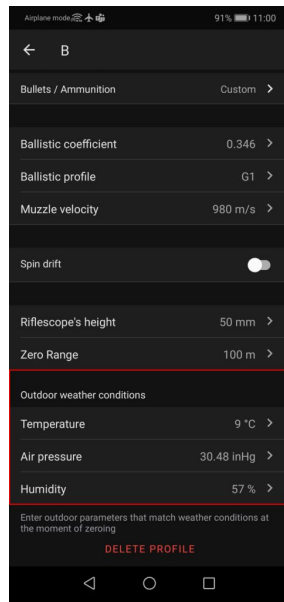 Airplane mode 91% 11:00
B
Bullets / Ammunition Custom
Ballistic coefficient 0.346
Ballistic profile G1
Muzzle velocity 980 m/s
Spin drift
Riflescope's height 50 mm
Zero Range 100 m
Outdoor weather conditions
Temperature 9 °C
Air pressure 30.48 inHg
Humidity 57 %
Enter outdoor parameters that match weather conditions at
the moment of zeroing
DELETE PROFILE